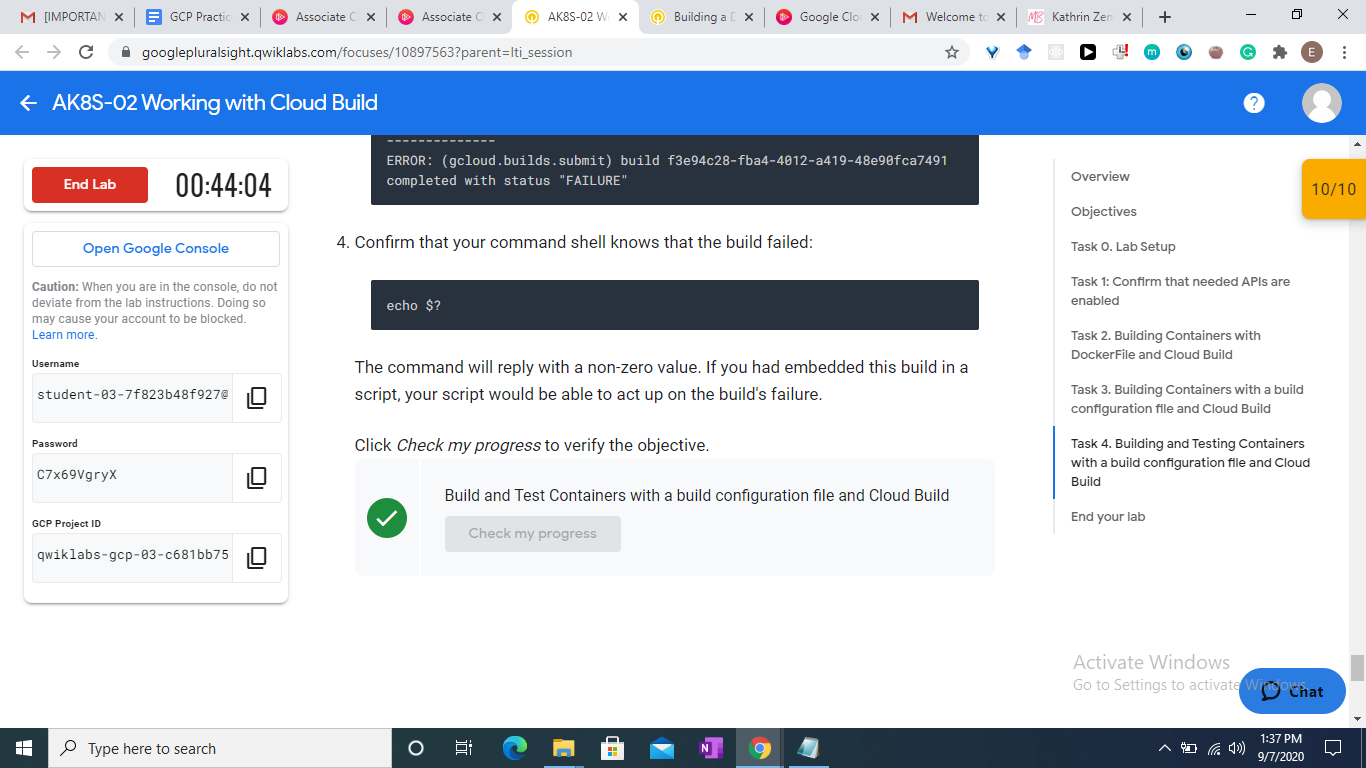 [IMPORTAN
GCP Practic
Associate C
Associate C
AK8S-02 W
Building a D
Google Clo
Welcome to
Kathrin Zen
googlepluralsight.qwiklabs.com/focuses/10897563?parent=lti_session
AK8S-02 Working with Cloud Build
End Lab
00:44:04
Open Google Console
Caution: When you are in the console, do not
deviate from the lab instructions. Doing so
may cause your account to be blocked.
Learn more.
Username
student-03-7f823b48f927@
Password
C7x69VgryX
GCP Project ID
qwiklabs-gcp-03-c681bb75
--------------
ERROR: (gcloud.builds.submit) build f3e94c28-fba4-4012-a419-48e90fca7491
completed with status "FAILURE"
4. Confirm that your command shell knows that the build failed:
echo $?
The command will reply with a non-zero value. If you had embedded this build in a
script, your script would be able to act up on the build's failure.
Click Check my progress to verify the objective.
Build and Test Containers with a build configuration file and Cloud Build
Check my progress
Overview
Objectives
Task 0. Lab Setup
Task 1: Confirm that needed APIs are
enabled
Task 2. Building Containers with
DockerFile and Cloud Build
Task 3. Building Containers with a build
configuration file and Cloud Build
Task 4. Building and Testing Containers
with a build configuration file and Cloud
Build
End your lab
10/10
Activate Windows
Go to Settings to activate Windows.
Chat
Type here to search
1:37 PM
9/7/2020